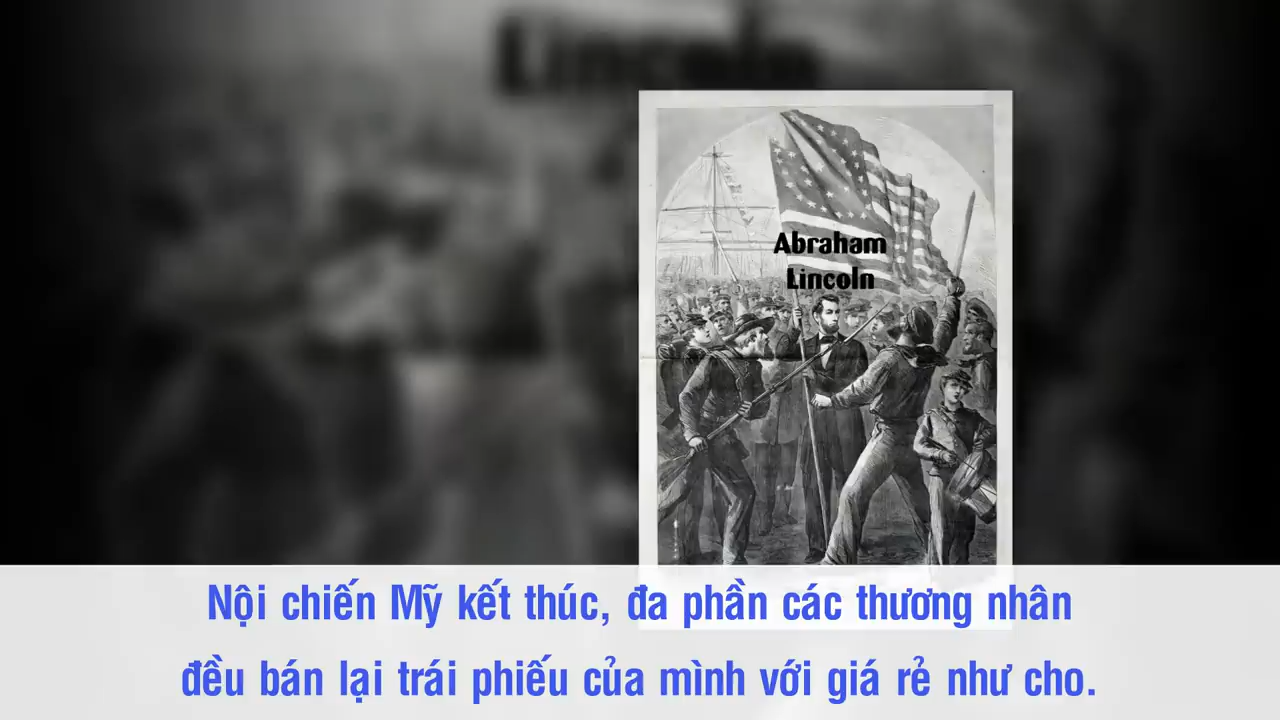 Lincoln
Abraham
Lincoln
Nội chiến Mỹ kết thúc, đa phần các thương nhân
đều bán lại trái phiếu của mình với giá rẻ như cho.